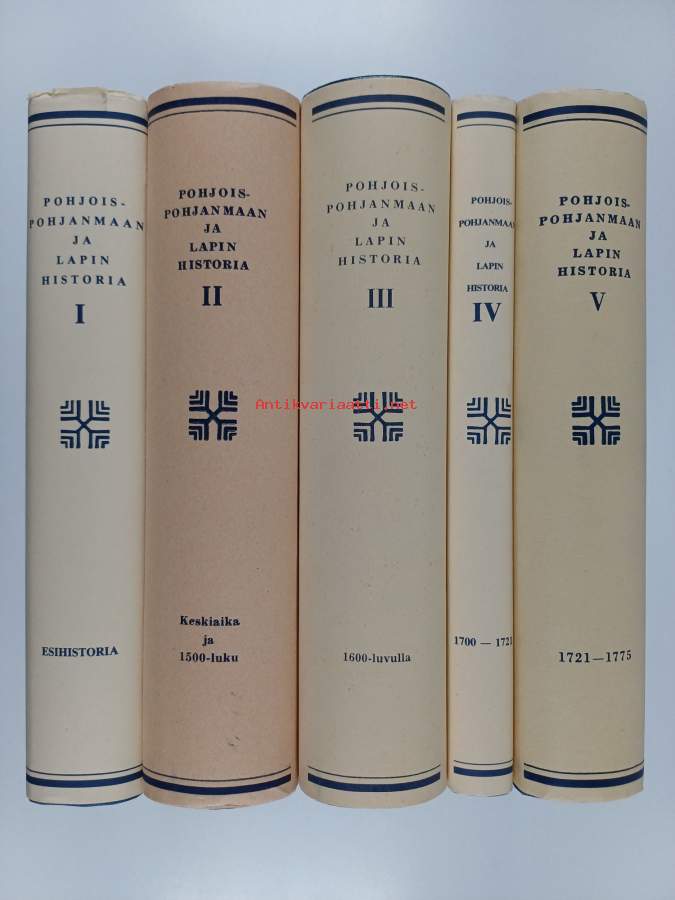 POHJOIS-
POHJANMAAN
JA
LAPIN
HISTORIA
I
ESIHISTORIA
POHJOIS-
POHJANMAAN
JA
LAPIN
HISTORIA
II
Keskiaika
ja
1500-luku
POHJOIS-
POHJANMAAN
JA
LAPIN
HISTORIA
III
1600-luvulla
POHJOIS-
POHJANMAAN
JA
LAPIN
HISTORIA
IV
1700 — 1721
POHJOIS-
POHJANMAAN
JA
LAPIN
HISTORIA
V
1721—1775
Antikvariaatti.net